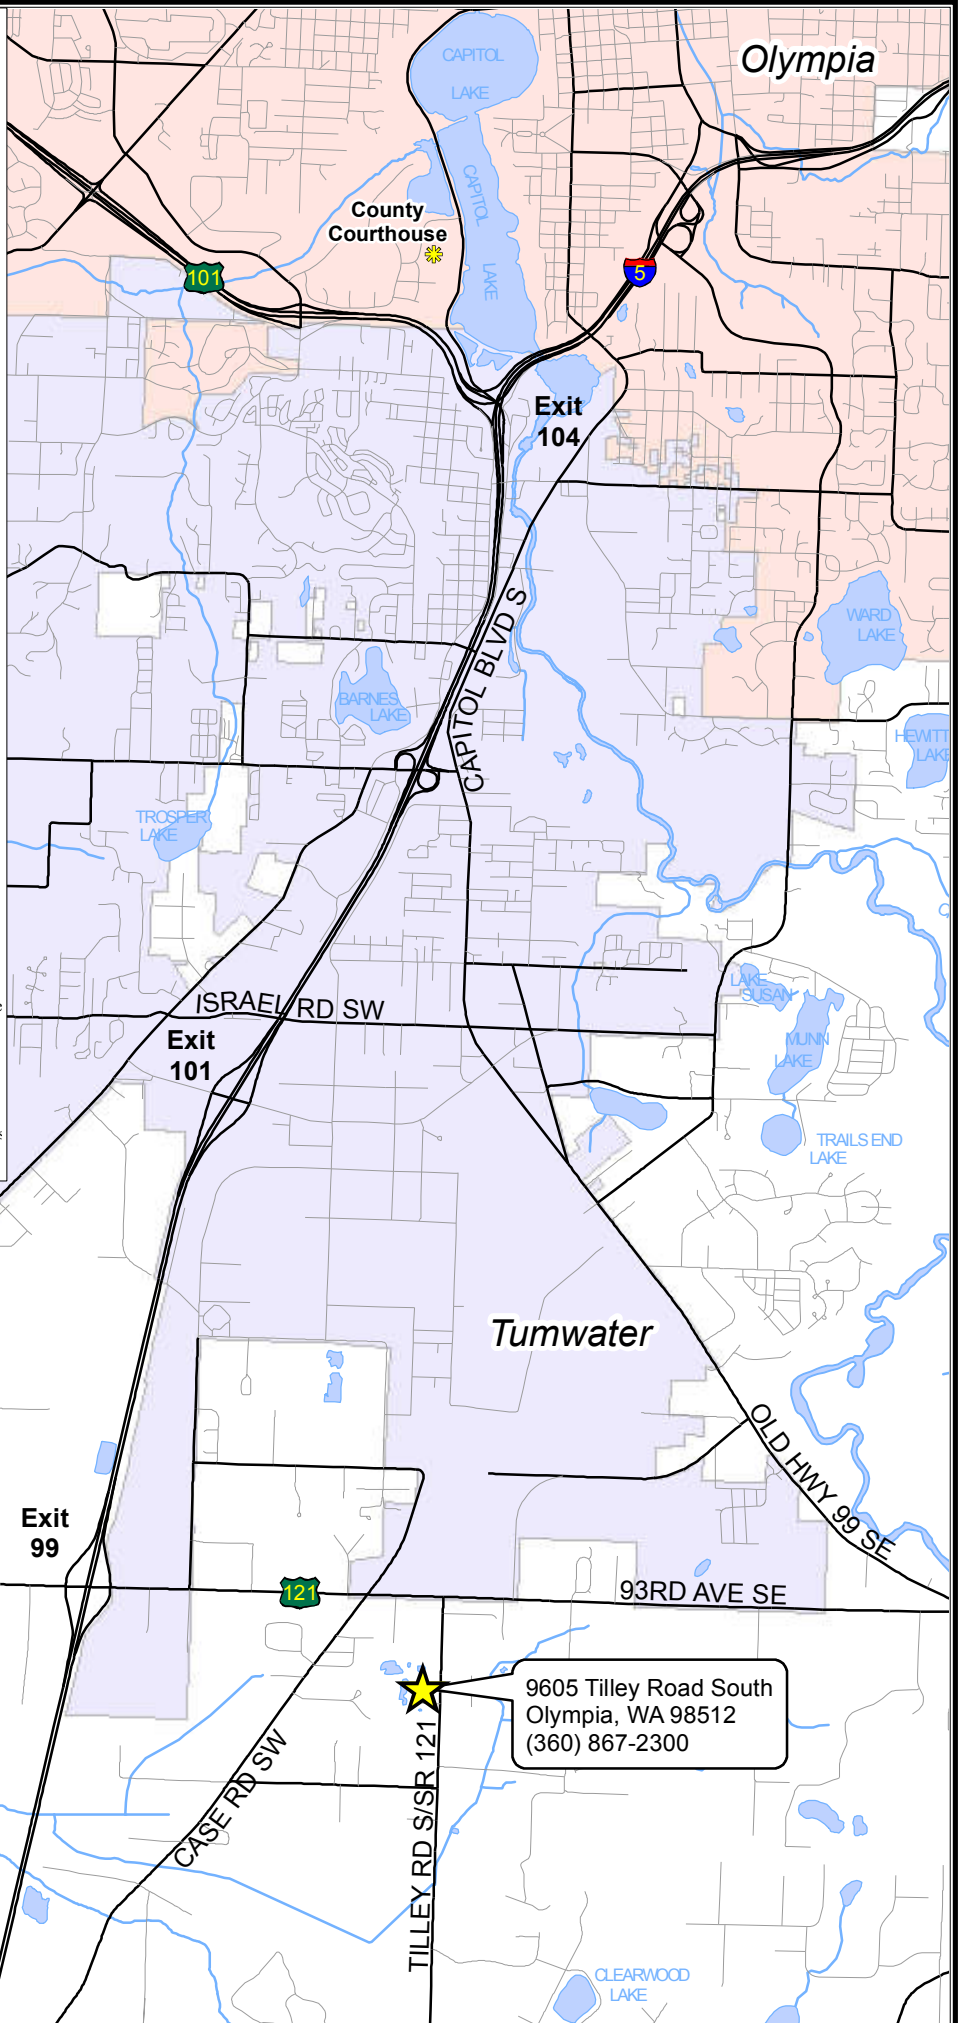 Olympia
CAPITOL
LAKE
CAPITOL
LAKE
County
Courthouse
101
5
Exit
104
WARD
LAKE
CAPITOL BLVD S
BARNES
LAKE
HEWITT
LAKE
TROSPER
LAKE
LAKE
SUSAN
ISRAEL RD SW
MUNN
LAKE
Exit
101
TRAILS END
LAKE
Tumwater
OLD HWY 99 SE
Exit
99
121
93RD AVE SE
9605 Tilley Road South
Olympia, WA 98512
(360) 867-2300
CASE RD SW
TILLEY RD S/SR 121
CLEARWOOD
LAKE